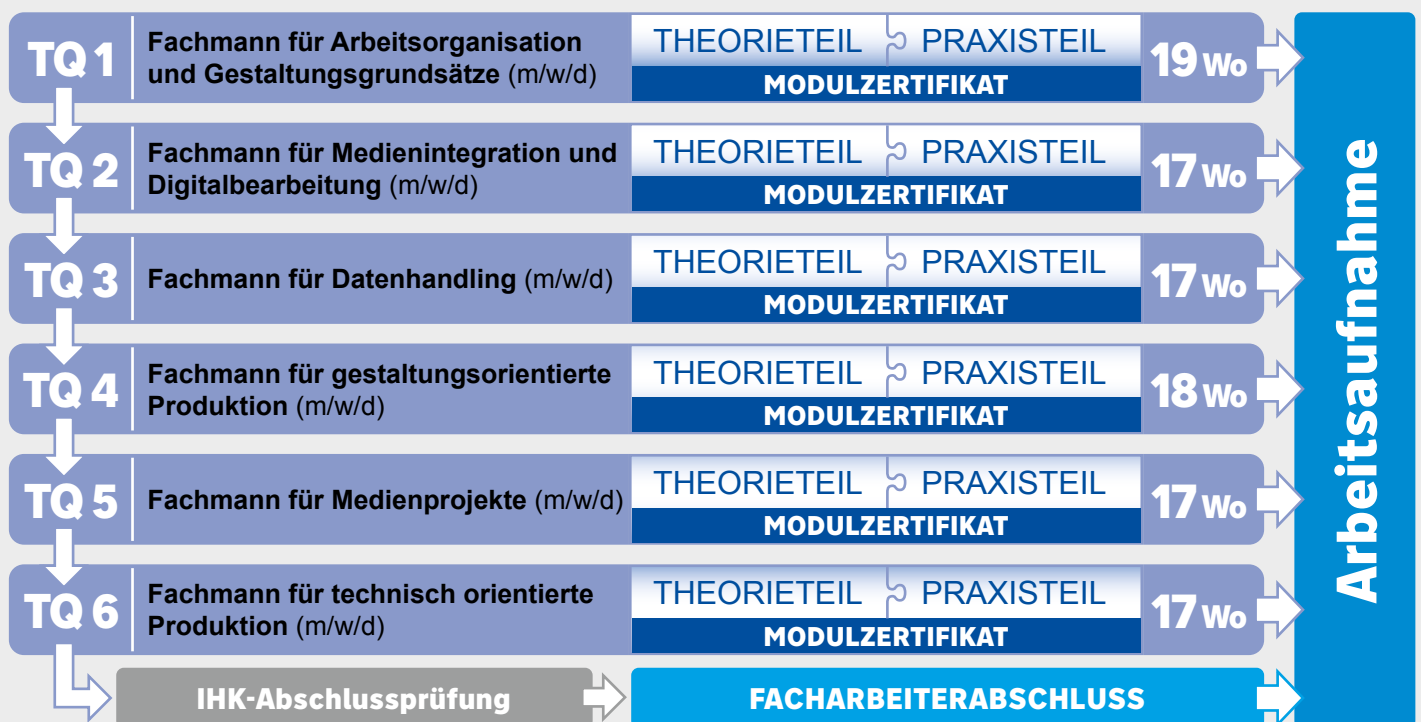 TQ 1
Fachmann für Arbeitsorganisation
und Gestaltungsgrundsätze (m/w/d)
THEORIETEIL PRAXISTEIL
MODULZERTIFIKAT
19 Wo
TQ 2
Fachmann für Medienintegration und
Digitalbearbeitung (m/w/d)
THEORIETEIL PRAXISTEIL
MODULZERTIFIKAT
17 Wo
TQ 3
Fachmann für Datenhandling (m/w/d)
THEORIETEIL PRAXISTEIL
MODULZERTIFIKAT
17 Wo
TQ 4
Fachmann für gestaltungsorientierte
Produktion (m/w/d)
THEORIETEIL PRAXISTEIL
MODULZERTIFIKAT
18 Wo
TQ 5
Fachmann für Medienprojekte (m/w/d)
THEORIETEIL PRAXISTEIL
MODULZERTIFIKAT
17 Wo
TQ 6
Fachmann für technisch orientierte
Produktion (m/w/d)
THEORIETEIL PRAXISTEIL
MODULZERTIFIKAT
17 Wo
IHK-Abschlussprüfung
FACHARBEITERABSCHLUSS
Arbeitsaufnahme